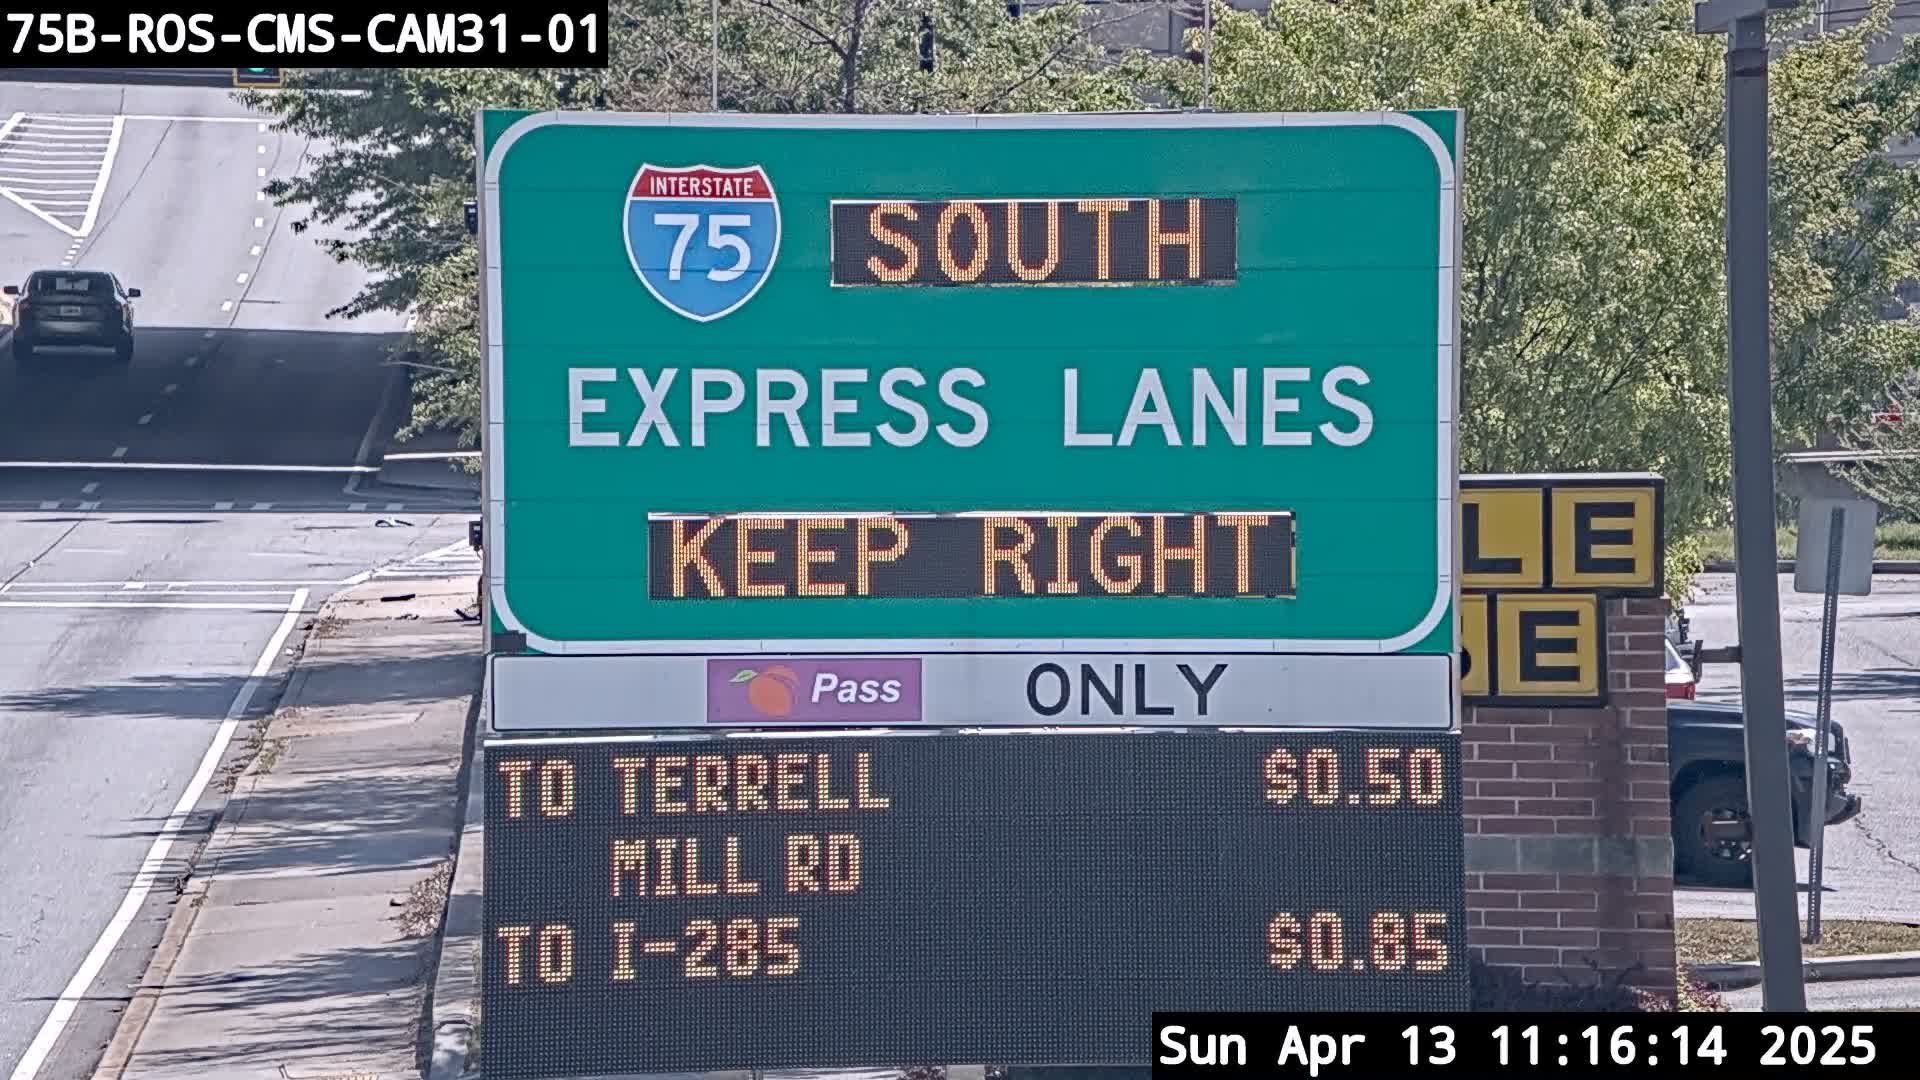 75B-ROS-CMS-CAM31-01
INTERSTATE
75
SOUTH
EXPRESS LANES
KEEP RIGHT
LE
E
Pass ONLY
TO TERRELL $0.50
MILL RD
TO I-285 $0.85
Sun Apr 13 11:16:14 2025